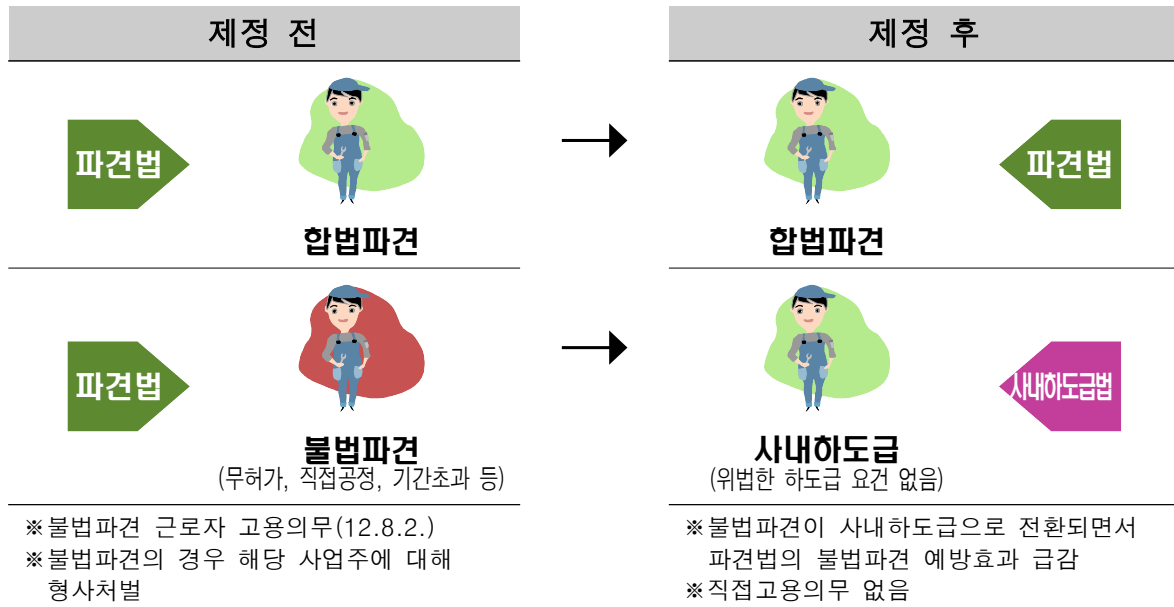 제정 전
제정 후
파견법
파견법
합법파견
합법파견
파견법
사내하도급법
불법파견
(무허가, 직접공정, 기간초과 등)
사내하도급
(위법한 하도급 요건 없음)
※불법파견 근로자 고용의무(12.8.2.)
※불법파견의 경우 해당 사업주에 대해
형사처벌
※불법파견이 사내하도급으로 전환되면서
파견법의 불법파견 예방효과 급감
※직접고용의무 없음